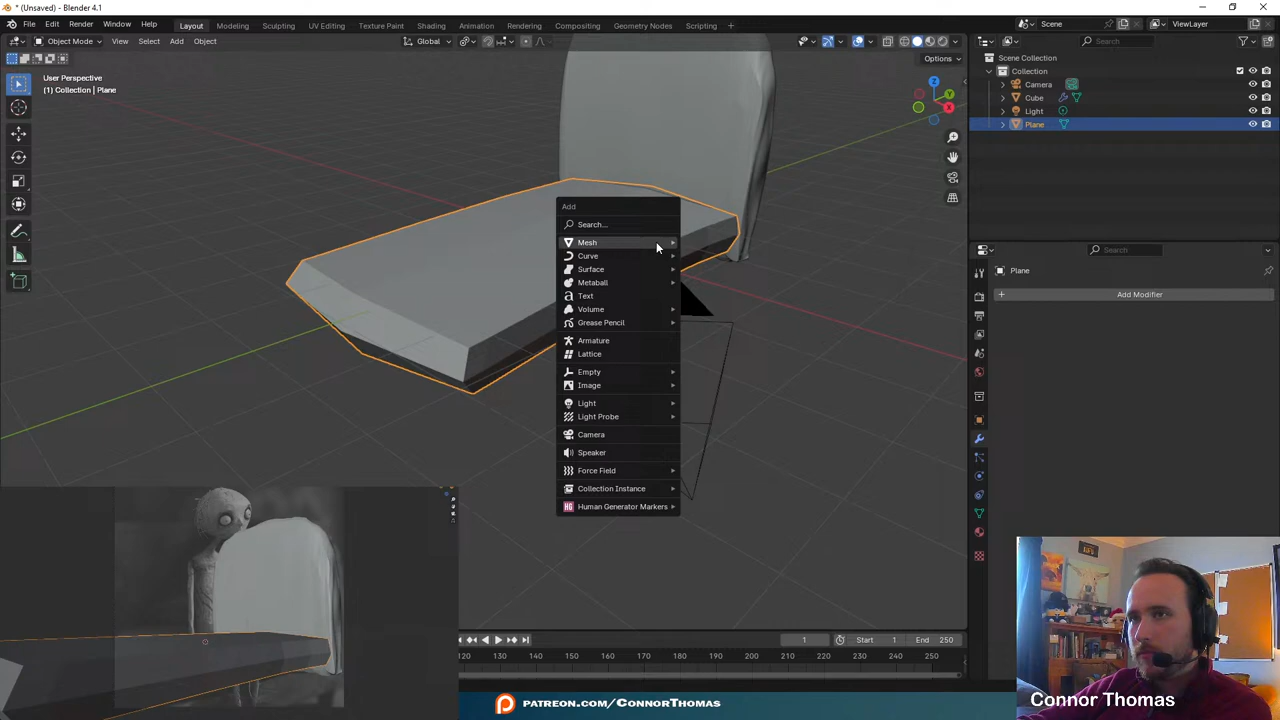 * (Unsaved) - Blender 4.1
File Edit Render Window Help
Layout Modeling Sculpting UV Editing Texture Paint Shading Animation Rendering Compositing Geometry Nodes Scripting +
Scene
ViewLayer
Object Mode View Select Add Object
Global
Options
User Perspective
(1) Collection | Plane
X
Y
Z
Add
Search...
Mesh
Curve
Surface
Metaball
Text
Volume
Grease Pencil
Armature
Lattice
Empty
Image
Light
Light Probe
Camera
Speaker
Force Field
Collection Instance
HG Human Generator Markers
Search
Scene Collection
Collection
Camera
Cube
Light
Plane
Search
Plane
+ Add Modifier
1 Start 1 End 250
120 130 140 150 160 170 180 190 200 210 220 230 240 250
PATREON.COM/CONNORTHOMAS
Connor Thomas